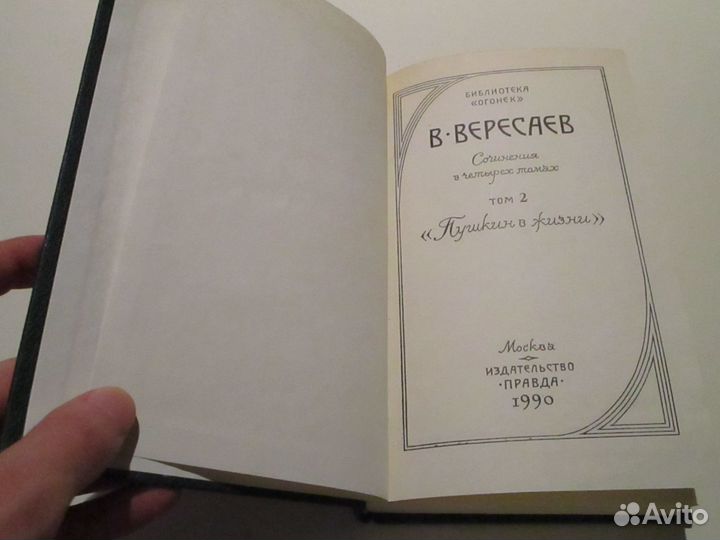 БИБЛИОТЕКА
«ОГОНЕК»
В·ВЕРЕСАЕВ
Сочинения
в четырех томах
ТОМ 2
«Пушкин в жизни»
Москва
ИЗДАТЕЛЬСТВО
·ПРАВДА·
1990
Avito